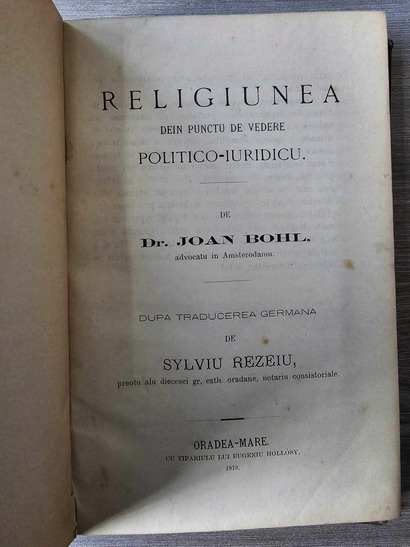 RELIGIUNEA
DEIN PUNCTU DE VEDERE
POLITICO-IURIDICU.
DE
Dr. JOAN BOHL,
advocatu in Amsterodamu.
DUPA TRADUCEREA GERMANA
DE
SYLVIU REZEIU,
preotu alu diecesei gr. cath. oradane, notariu consistoriale.
ORADEA-MARE.
CU TIPARIULU LUI EUGENIU HOLLÓSY.
1879.